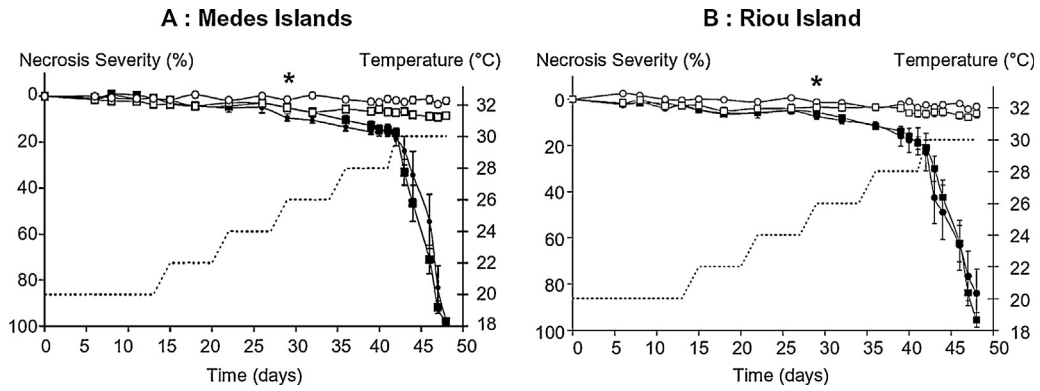 A : Medes Islands
Necrosis Severity (%) Temperature (°C)
*
0 32
20 30
28
40 26
60 24
22
80 20
100 18
0 5 10 15 20 25 30 35 40 45 50
Time (days)
B : Riou Island
Necrosis Severity (%) Temperature (°C)
*
0 32
20 30
28
40 26
60 24
22
80 20
100 18
0 5 10 15 20 25 30 35 40 45 50
Time (days)